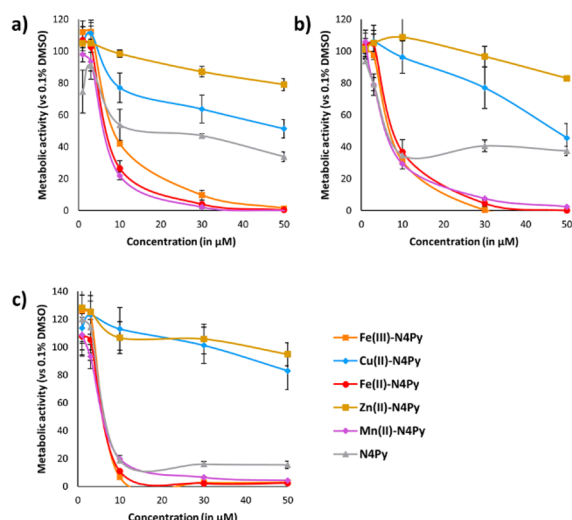 a)
Metabolic activity (vs 0.1% DMSO)
120
100
80
60
40
20
0
0 10 20 30 40 50
Concentration (in µM)
b)
Metabolic activity (vs 0.1% DMSO)
120
100
80
60
40
20
0
0 10 20 30 40 50
Concentration (in µM)
c)
Metabolic activity (vs 0.1% DMSO)
140
120
100
80
60
40
20
0
0 10 20 30 40 50
Concentration (in µM)
Fe(III)-N4Py
Cu(II)-N4Py
Fe(II)-N4Py
Zn(II)-N4Py
Mn(II)-N4Py
N4Py